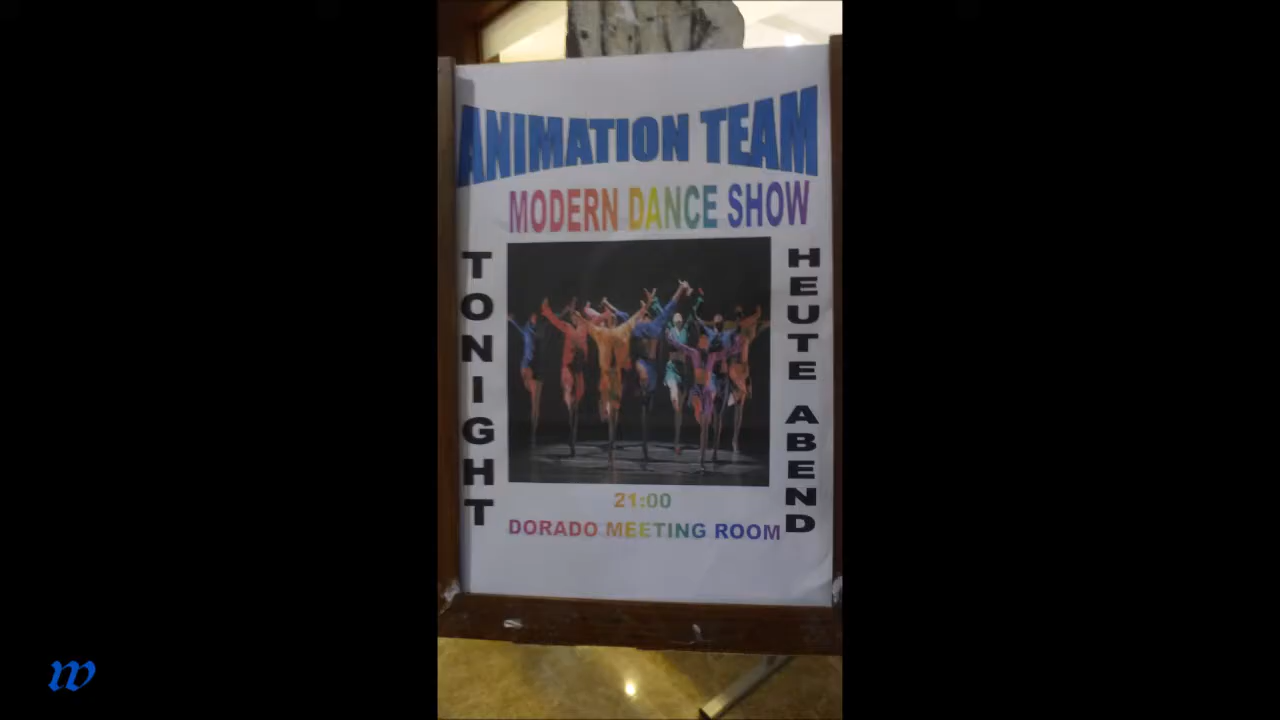 ANIMATION TEAM
MODERN DANCE SHOW
TONIGHT
HEUTE ABEND
21:00
DORADO MEETING ROOM
w